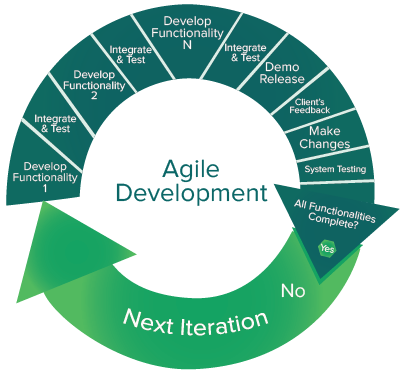 Develop
Functionality
1
Integrate
& Test
Develop
Functionality
2
Integrate
& Test
Develop
Functionality
N
Integrate
& Test
Demo
Release
Client's
Feedback
Make
Changes
System Testing
All Functionalities
Complete?
Yes
No
Next Iteration
Agile
Development